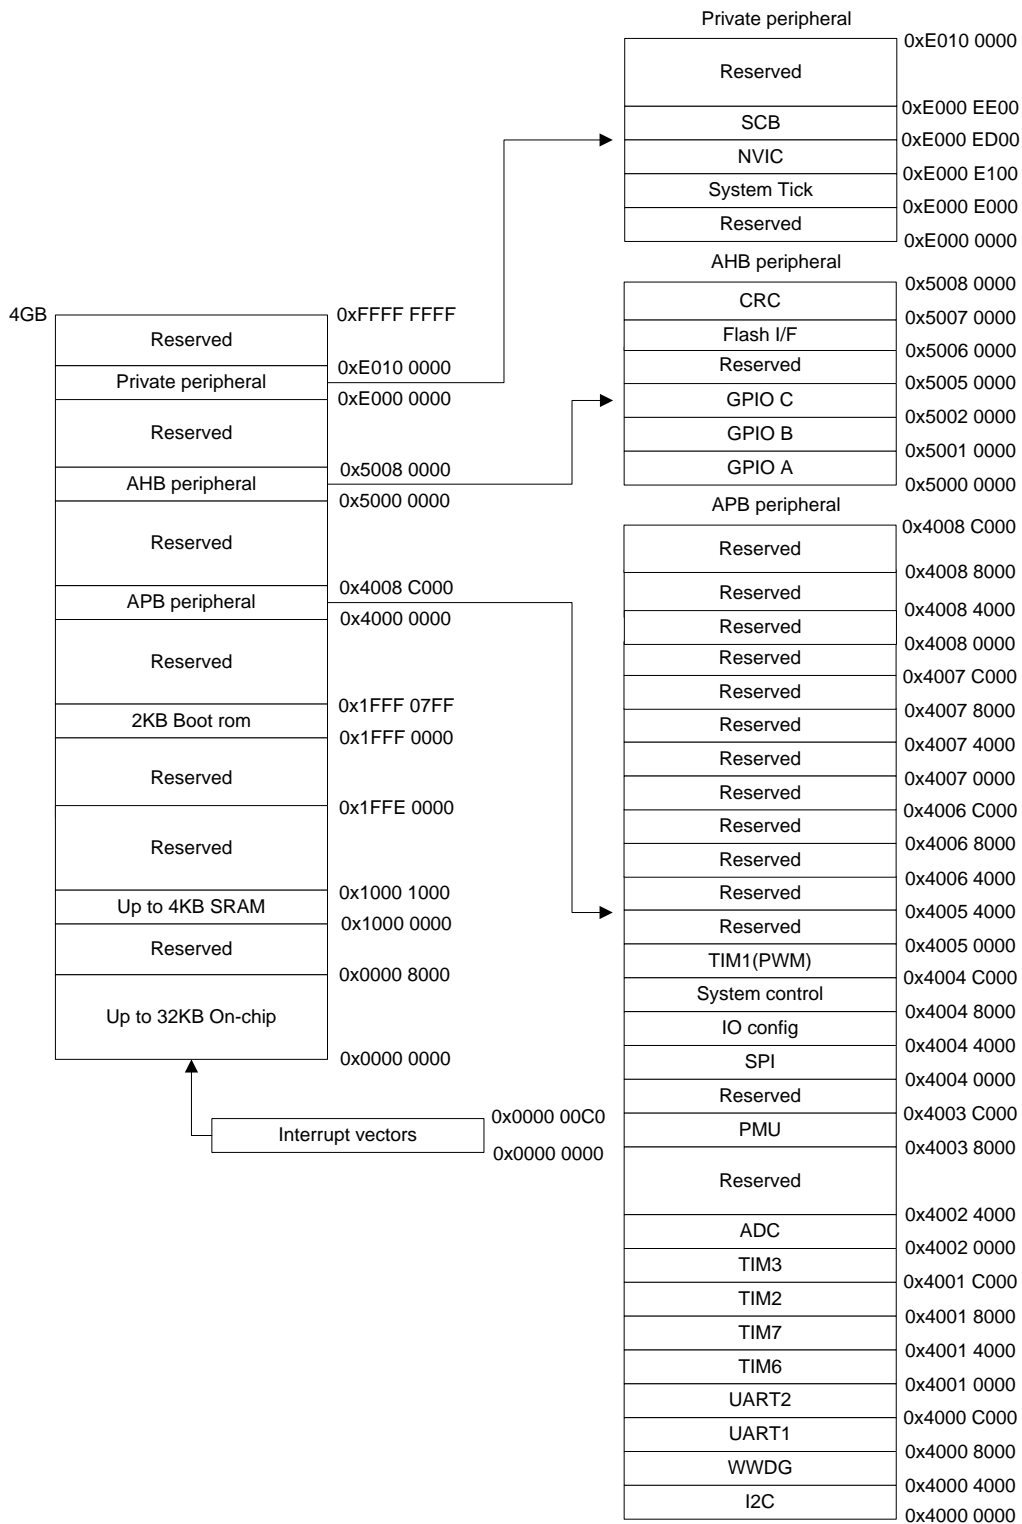 4GB
0xFFFF FFFF
Reserved
0xE010 0000
Private peripheral
0xE000 0000
Reserved
0x5008 0000
AHB peripheral
0x5000 0000
Reserved
0x4008 C000
APB peripheral
0x4000 0000
Reserved
0x1FFF 07FF
2KB Boot rom
0x1FFF 0000
Reserved
0x1FFE 0000
Reserved
0x1000 1000
Up to 4KB SRAM
0x1000 0000
Reserved
0x0000 8000
Up to 32KB On-chip
0x0000 0000
0x0000 00C0
Interrupt vectors
0x0000 0000
Private peripheral
0xE010 0000
Reserved
0xE000 EE00
SCB
0xE000 ED00
NVIC
0xE000 E100
System Tick
0xE000 E000
Reserved
0xE000 0000
AHB peripheral
0x5008 0000
CRC
0x5007 0000
Flash I/F
0x5006 0000
Reserved
0x5005 0000
GPIO C
0x5002 0000
GPIO B
0x5001 0000
GPIO A
0x5000 0000
APB peripheral
0x4008 C000
Reserved
0x4008 8000
Reserved
0x4008 4000
Reserved
0x4008 0000
Reserved
0x4007 C000
Reserved
0x4007 8000
Reserved
0x4007 4000
Reserved
0x4007 0000
Reserved
0x4006 C000
Reserved
0x4006 8000
Reserved
0x4006 4000
Reserved
0x4005 4000
Reserved
0x4005 0000
TIM1(PWM)
0x4004 C000
System control
0x4004 8000
IO config
0x4004 4000
SPI
0x4004 0000
Reserved
0x4003 C000
PMU
0x4003 8000
Reserved
0x4002 4000
ADC
0x4002 0000
TIM3
0x4001 C000
TIM2
0x4001 8000
TIM7
0x4001 4000
TIM6
0x4001 0000
UART2
0x4000 C000
UART1
0x4000 8000
WWDG
0x4000 4000
I2C
0x4000 0000